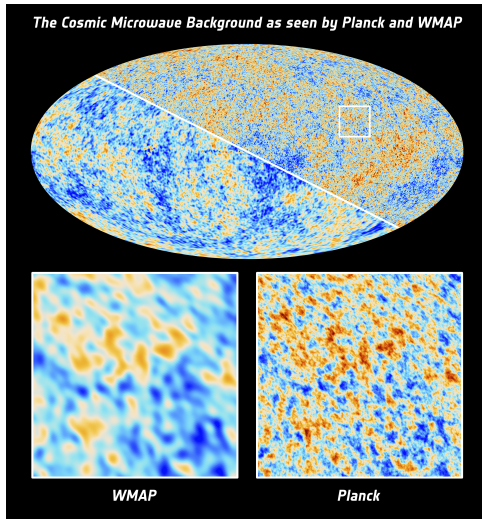 The Cosmic Microwave Background as seen by Planck and WMAP
WMAP
Planck